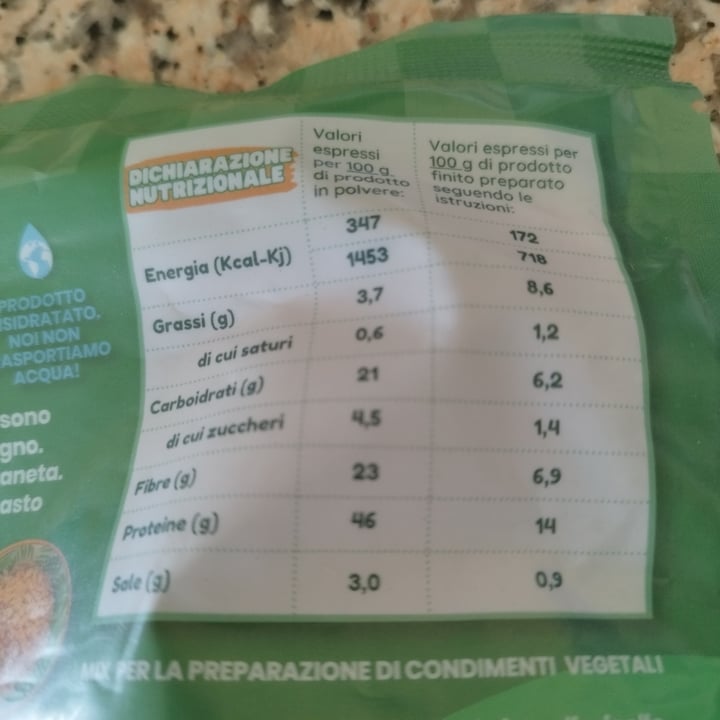 DICHIARAZIONE
NUTRIZIONALE
Valori
espressi
per 100 g
di prodotto
in polvere:
Valori espressi per
100 g di prodotto
finito preparato
seguendo le
istruzioni:
Energia (Kcal-Kj) 347 172
1453 718
Grassi (g) 3,7 8,6
di cui saturi 0,6 1,2
Carboidrati (g) 21 6,2
di cui zuccheri 4,5 1,4
Fibre (g) 23 6,9
Proteine (g) 46 14
Sale (g) 3,0 0,9
PRODOTTO
ISIDRATATO.
NOI NON
ASPORTIAMO
ACQUA!
sono
gno.
aneta.
asto
MIX PER LA PREPARAZIONE DI CONDIMENTI VEGETALI